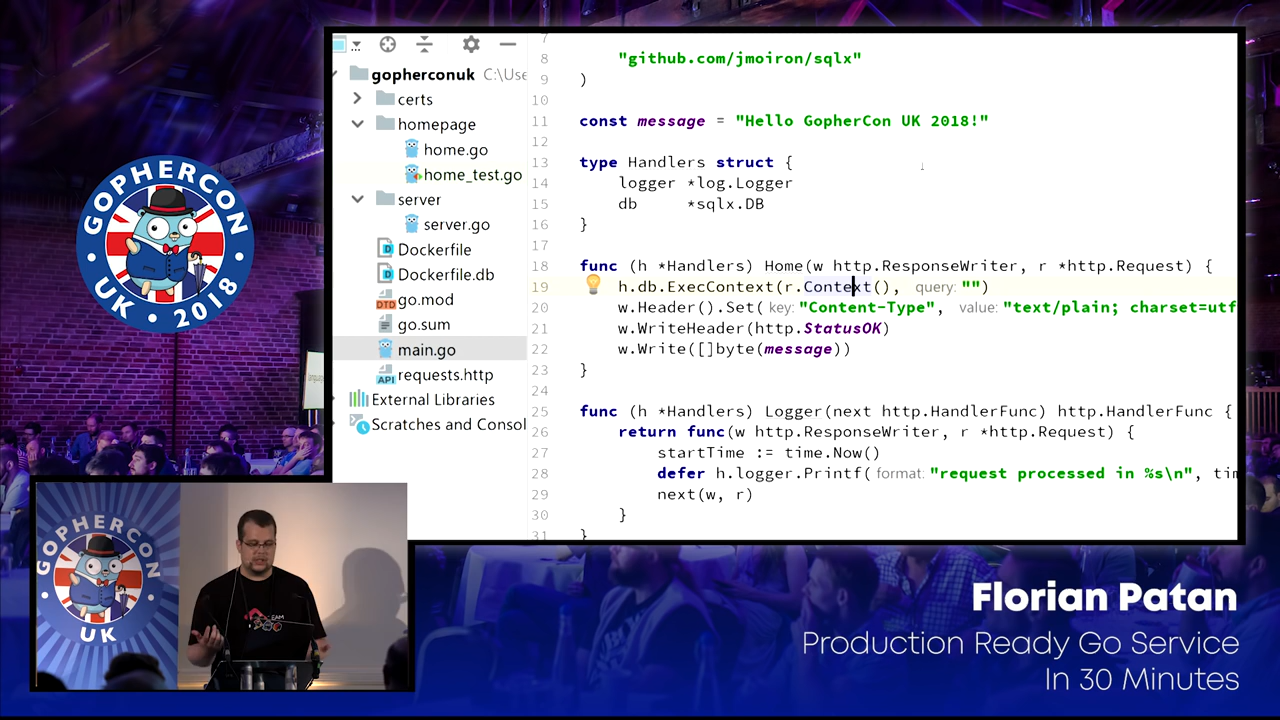 GOPHERCON
UK 2018
gopherconuk C:\Use
certs
homepage
home.go
home_test.go
server
server.go
Dockerfile
Dockerfile.db
go.mod
go.sum
main.go
requests.http
External Libraries
Scratches and Consol
DTD
API
7
8 "github.com/jmoiron/sqlx"
9 )
10
11 const message = "Hello GopherCon UK 2018!"
12
13 type Handlers struct {
14 logger *log.Logger
15 db *sqlx.DB
16 }
17
18 func (h *Handlers) Home(w http.ResponseWriter, r *http.Request) {
19 h.db.ExecContext(r.Context(), query: "")
20 w.Header().Set( key: "Content-Type", value: "text/plain; charset=utf
21 w.WriteHeader(http.StatusOK)
22 w.Write([]byte(message))
23 }
24
25 func (h *Handlers) Logger(next http.HandlerFunc) http.HandlerFunc {
26 return func(w http.ResponseWriter, r *http.Request) {
27 startTime := time.Now()
28 defer h.logger.Printf( format: "request processed in %s\n", tim
29 next(w, r)
30 }
31 }
GOPHERCON
UK
Florian Patan
Production Ready Go Service
In 30 Minutes